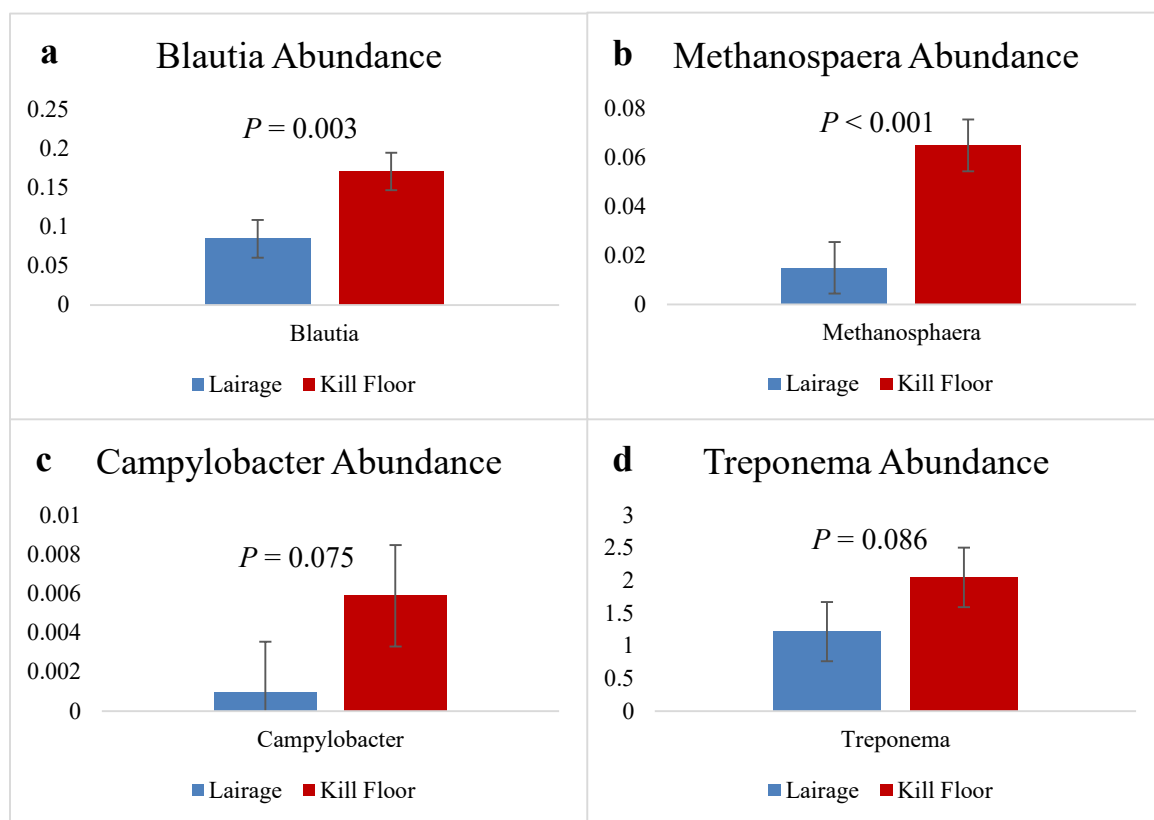 a Blautia Abundance
P = 0.003
0.25
0.2
0.15
0.1
0.05
0
Blautia
Lairage Kill Floor
b Methanospaera Abundance
P < 0.001
0.08
0.06
0.04
0.02
0
Methanosphaera
Lairage Kill Floor
c Campylobacter Abundance
P = 0.075
0.01
0.008
0.006
0.004
0.002
0
Campylobacter
Lairage Kill Floor
d Treponema Abundance
P = 0.086
3
2.5
2
1.5
1
0.5
0
Treponema
Lairage Kill Floor